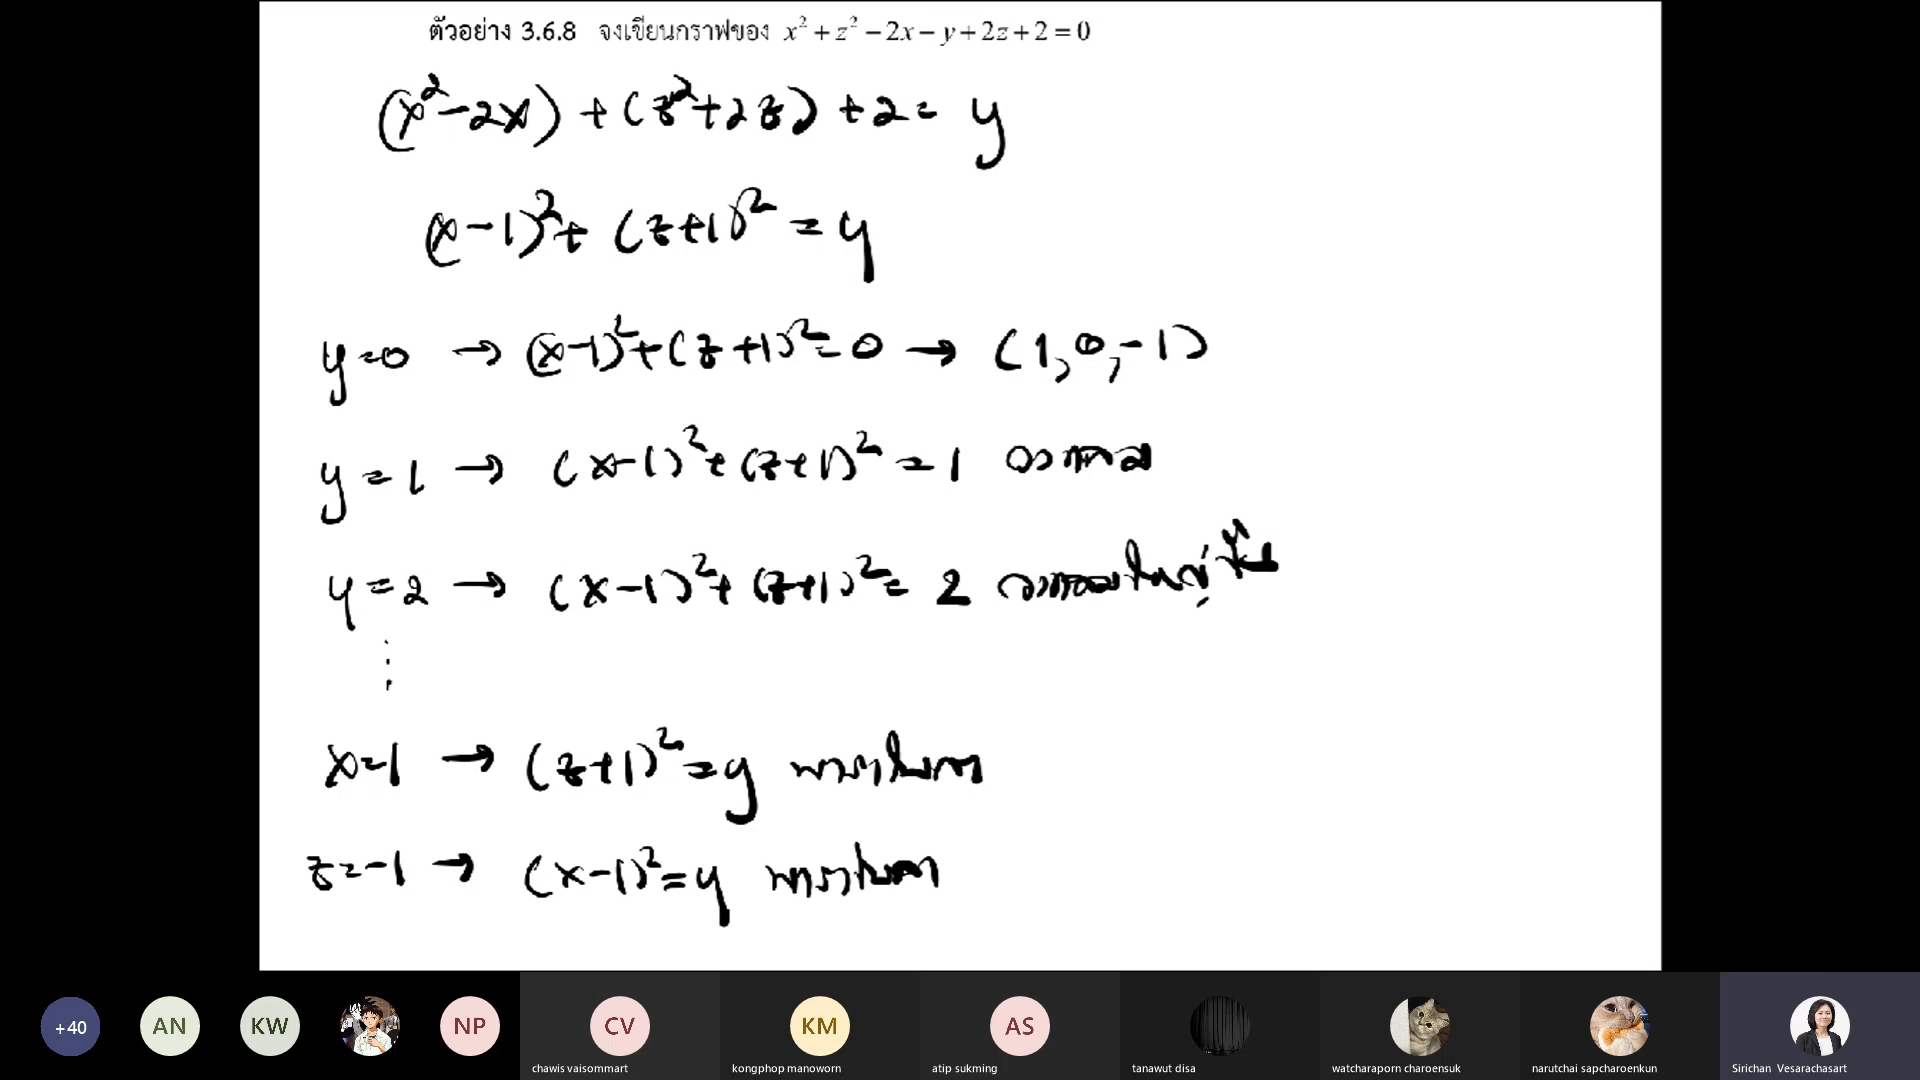 ตัวอย่าง 3.6.8 จงเขียนกราฟของ x² + z² − 2x − y + 2z + 2 = 0
(x²-2x) + (z²+2z) +2 = y
(x-1)² + (z+1)² = y
y=0 → (x-1)²+(z+1)²=0 → (1,0,-1)
y=1 → (x-1)²+(z+1)²=1 วงกลม
y=2 → (x-1)²+(z+1)²=2 วงกลมใหญ่ขึ้น
⋮
x=1 → (z+1)²=y พาราโบลา
z=-1 → (x-1)²=y พาราโบลา
+40 AN KW NP CV KM AS
chawis vaisommart kongphop manoworn atip sukming tanawut disa watcharaporn charoensuk narutchai sapcharoenkun Sirichan Vesarachasart